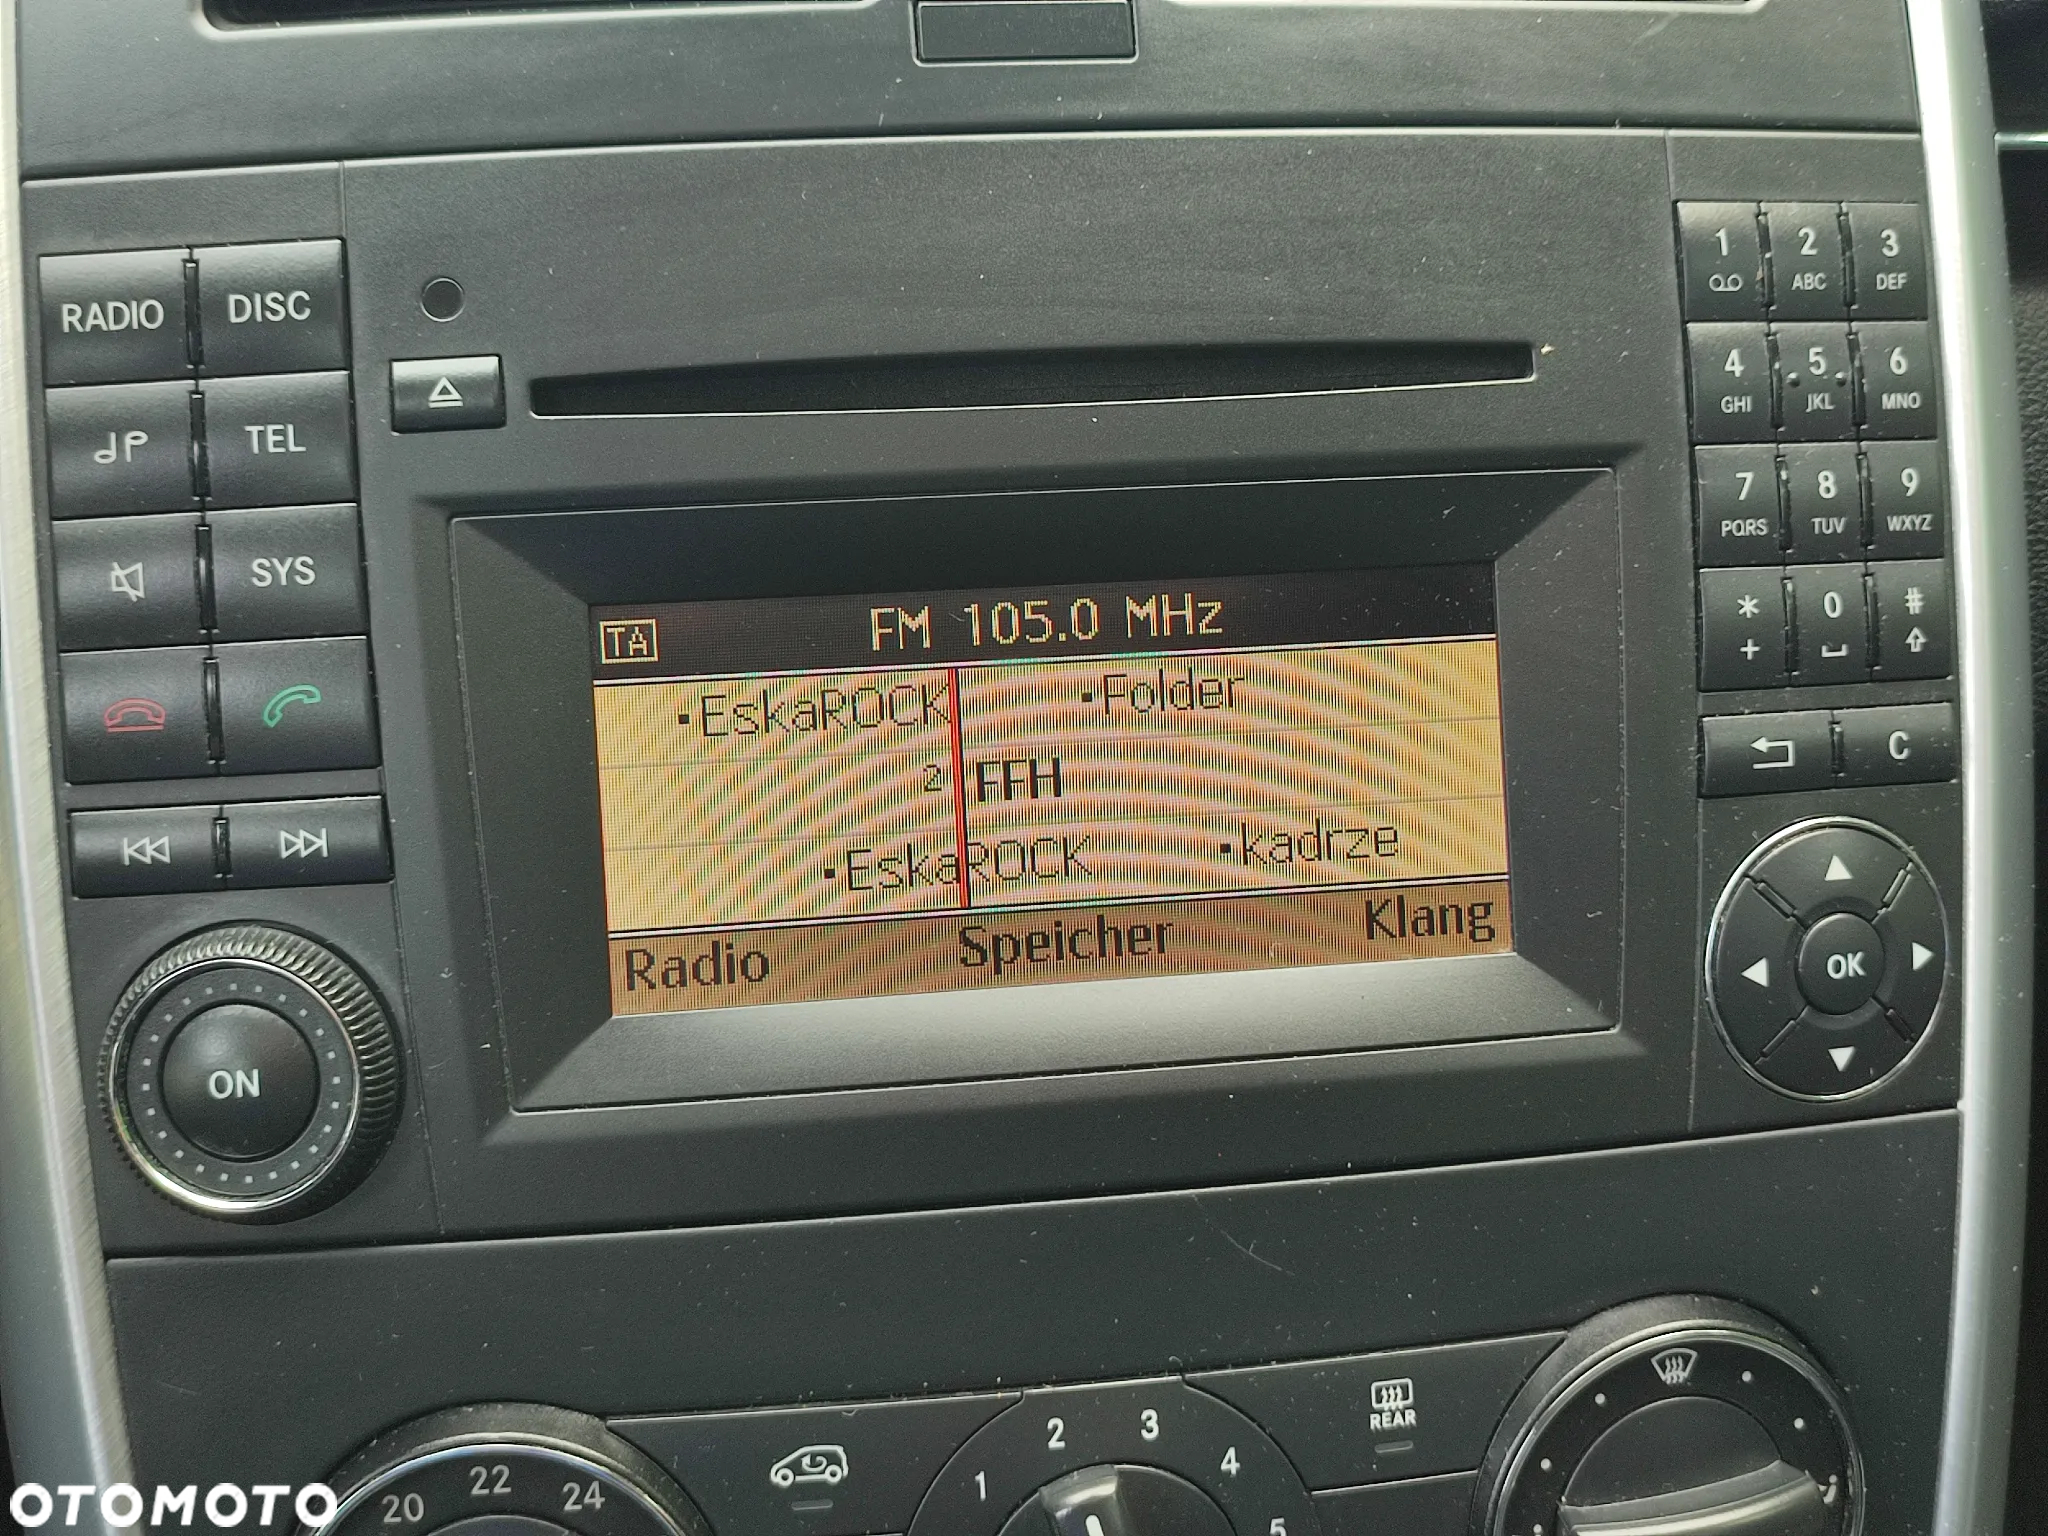 RADIO DISC
TEL
SYS
ON
TA FM 105.0 MHz
·EskaROCK ·Folder
2 FFH
·EskaROCK ·kadrze
Radio Speicher Klang
1 2 3
ABC DEF
4 5 6
GHI JKL MNO
7 8 9
PQRS TUV WXYZ
* 0 #
+
C
OK
20 22 24
1 2 3 4 5
REAR
OTOMOTO